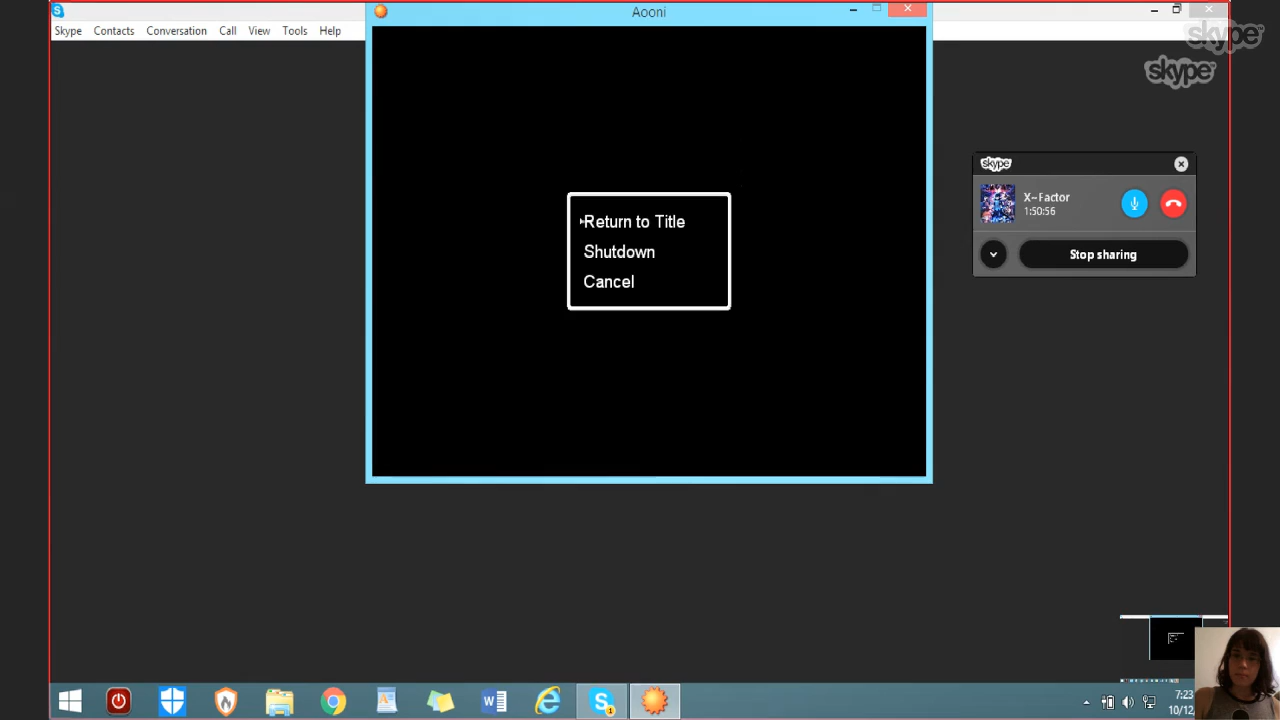 Aooni
skype
skype
Skype Contacts Conversation Call View Tools Help
skype
X~Factor
1:50:56
Stop sharing
Return to Title
Shutdown
Cancel
7:23
10/12,